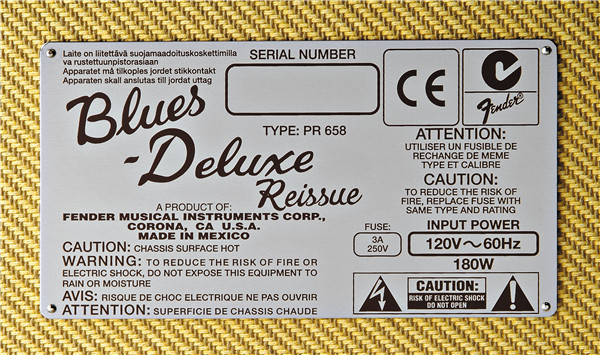 Laite on liitettävä suojamaadoituskoskettimilla
va rustettuunpistorasiaan
Apparatet må tilkoples jordet stikkontakt
Apparaten skall anslutas till jordat uttag
SERIAL NUMBER
Blues
-Deluxe
Reissue
TYPE: PR 658
CE
Fender®
A PRODUCT OF:
FENDER MUSICAL INSTRUMENTS CORP.,
CORONA, CA U.S.A.
MADE IN MEXICO
CAUTION: CHASSIS SURFACE HOT
WARNING: TO REDUCE THE RISK OF FIRE OR
ELECTRIC SHOCK, DO NOT EXPOSE THIS EQUIPMENT TO
RAIN OR MOISTURE
AVIS: RISQUE DE CHOC ELECTRIQUE NE PAS OUVRIR
ATTENTION: SUPERFICIE DE CHASSIS CHAUDE
ATTENTION:
UTILISER UN FUSIBLE DE
RECHANGE DE MEME
TYPE ET CALIBRE
CAUTION:
TO REDUCE THE RISK OF
FIRE, REPLACE FUSE WITH
SAME TYPE AND RATING
FUSE:
3A
250V
INPUT POWER
120V~60Hz
180W
CAUTION:
RISK OF ELECTRIC SHOCK
DO NOT OPEN